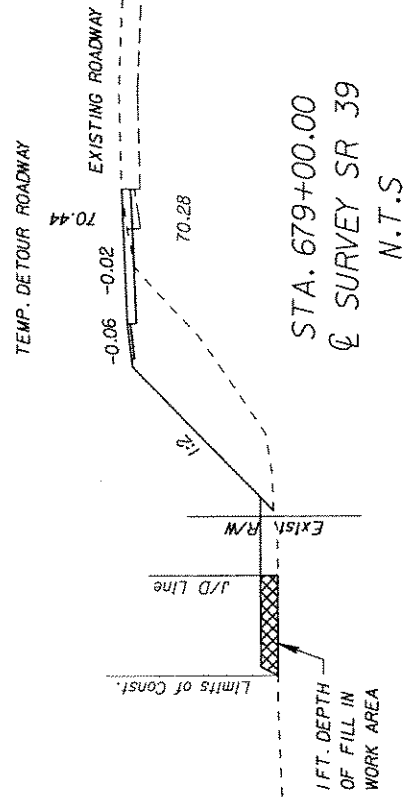 TEMP. DETOUR ROADWAY
EXISTING ROADWAY
70.44
-0.02
-0.06
70.28
1:2
Exist. R/W
J/D Line
Limits of Const.
1 FT. DEPTH
OF FILL IN
WORK AREA
STA. 679+00.00
℄ SURVEY SR 39
N.T.S